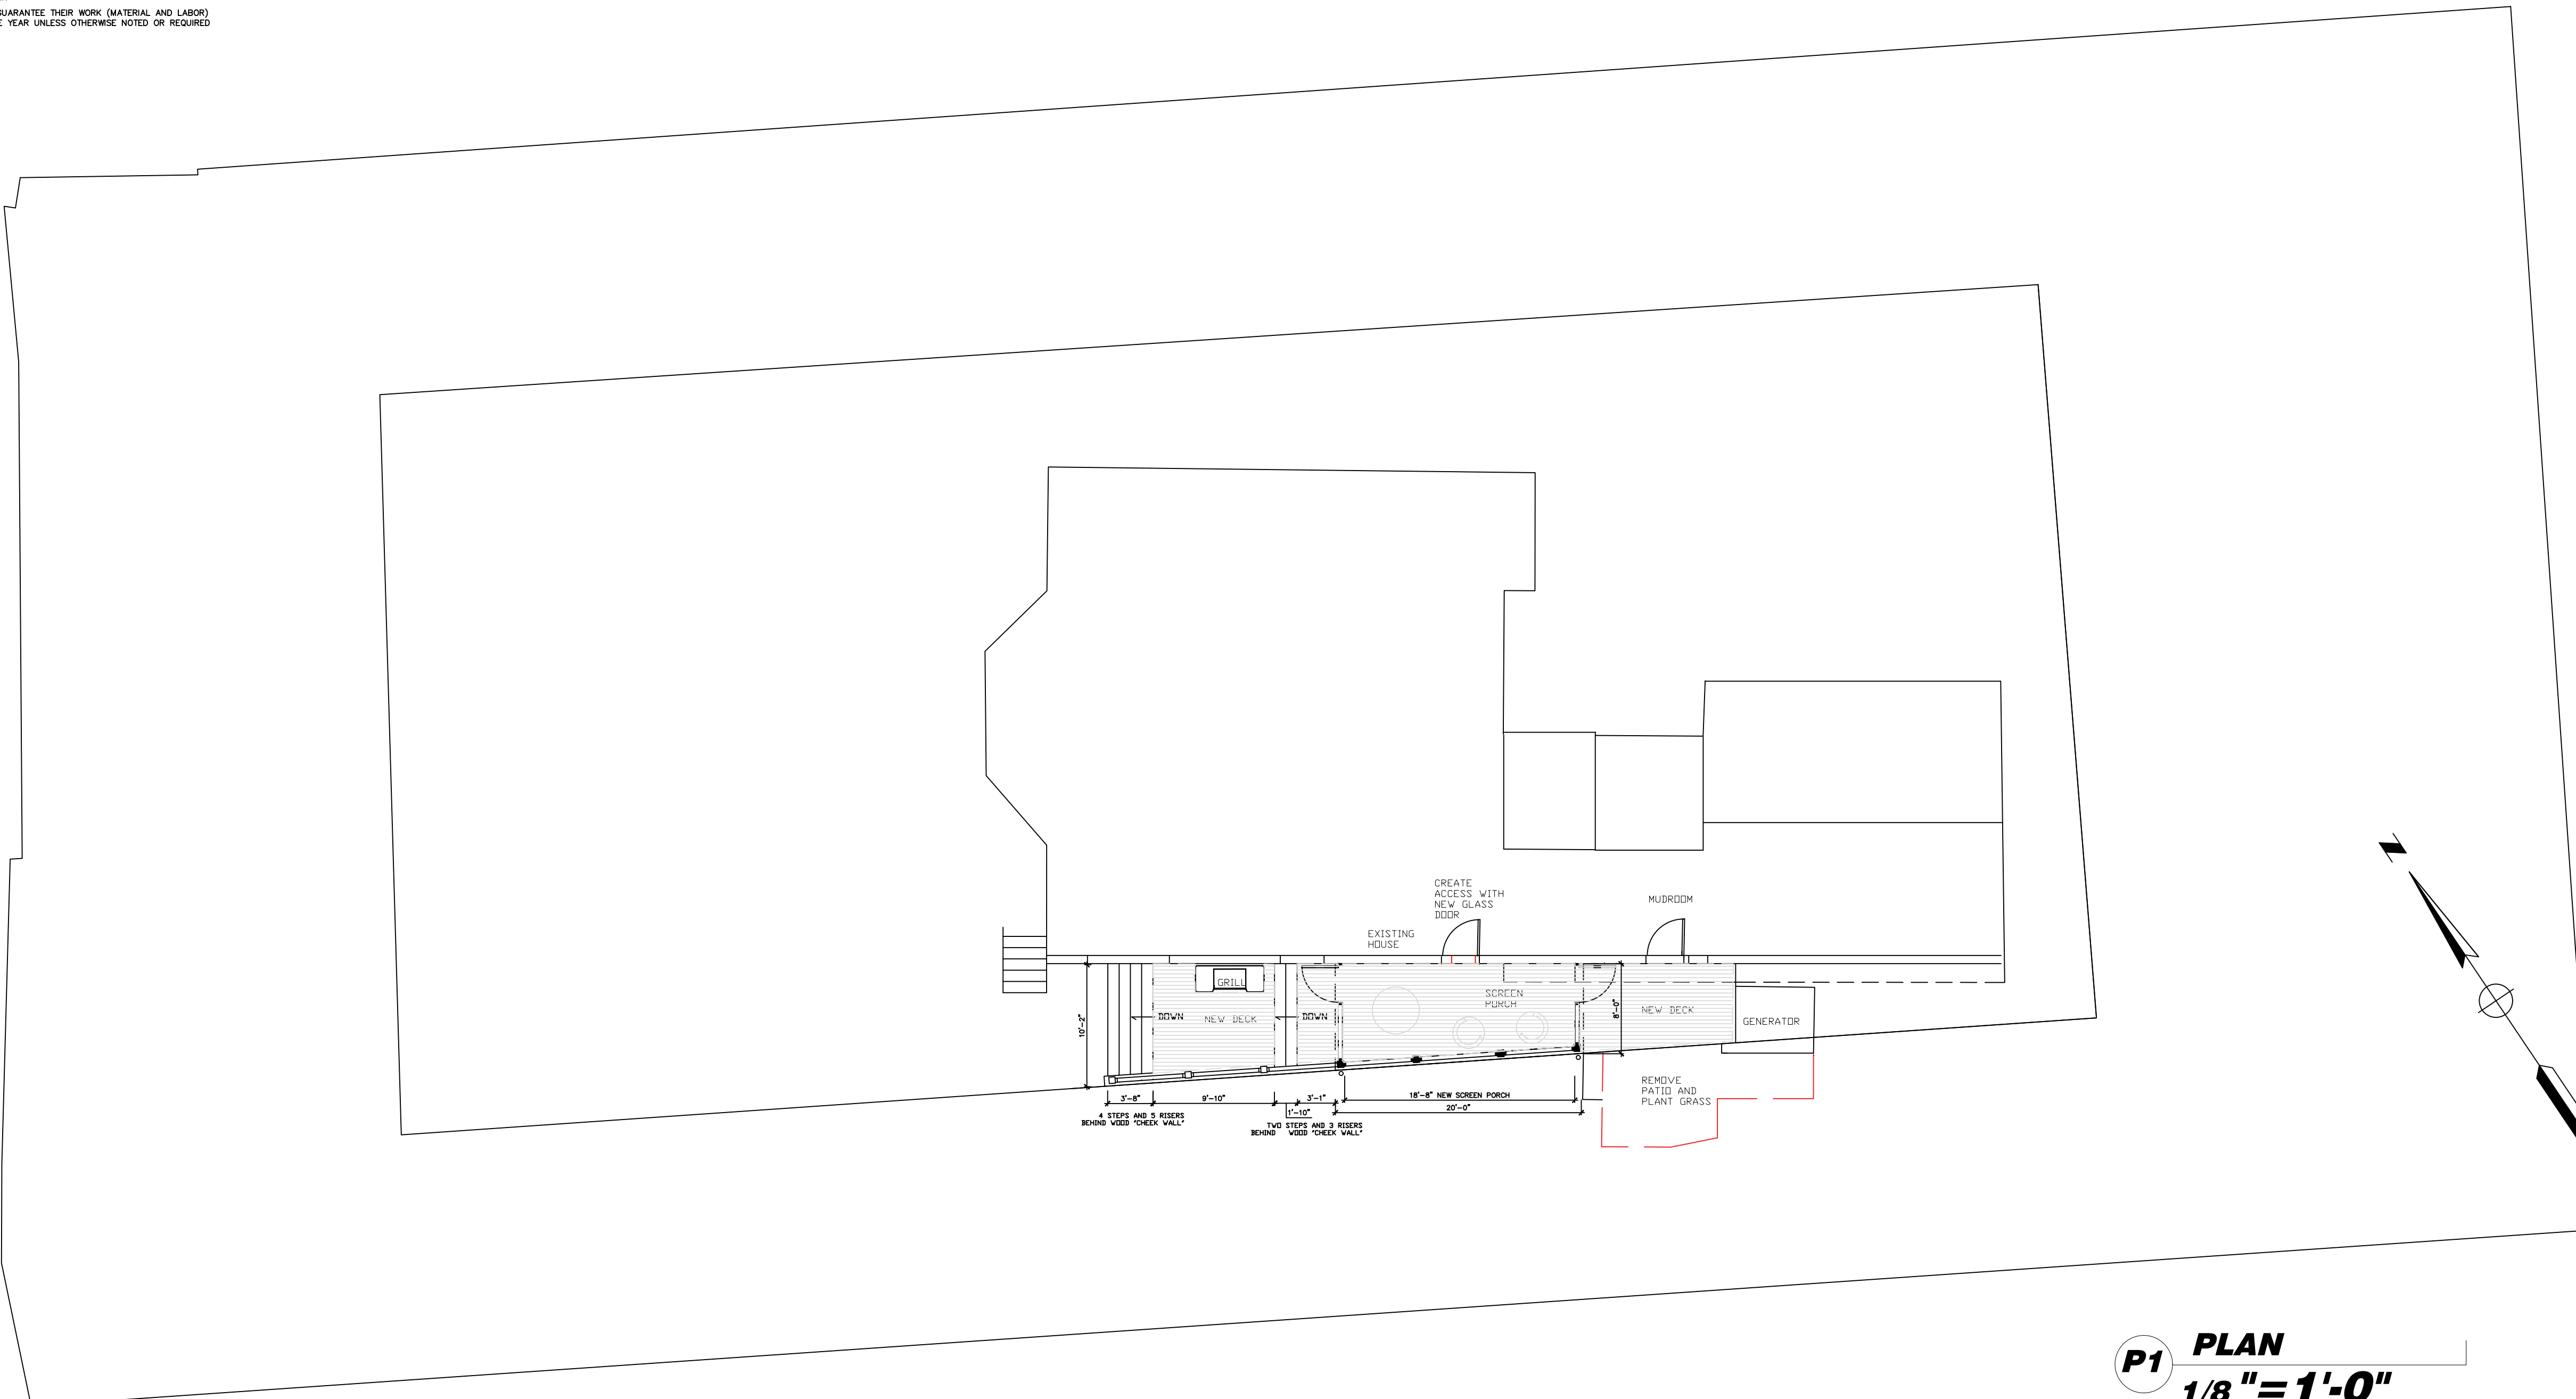 GUARANTEE THEIR WORK (MATERIAL AND LABOR)
YEAR UNLESS OTHERWISE NOTED OR REQUIRED
CREATE
ACCESS WITH
NEW GLASS
DOOR
MUDROOM
EXISTING
HOUSE
GRILL
SCREEN
PORCH
DOWN
NEW DECK
DOWN
NEW DECK
GENERATOR
10'-2"
8'-0"
REMOVE
PATIO AND
PLANT GRASS
3'-8"
9'-10"
3'-1"
1'-10"
18'-8" NEW SCREEN PORCH
20'-0"
4 STEPS AND 5 RISERS
BEHIND WOOD "CHEEK WALL"
TWO STEPS AND 3 RISERS
BEHIND WOOD "CHEEK WALL"
P1
PLAN
1/8 "= 1'-0"